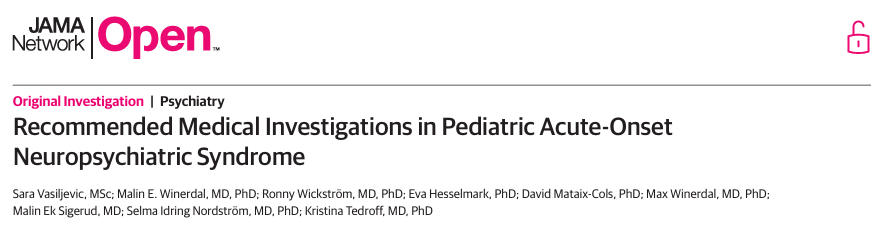 JAMA
Network Open™
Original Investigation | Psychiatry
Recommended Medical Investigations in Pediatric Acute-Onset
Neuropsychiatric Syndrome
Sara Vasiljevic, MSc; Malin E. Winerdal, MD, PhD; Ronny Wickström, MD, PhD; Eva Hesselmark, PhD; David Mataix-Cols, PhD; Max Winerdal, MD, PhD;
Malin Ek Sigerud, MD; Selma Idring Nordström, MD, PhD; Kristina Tedroff, MD, PhD